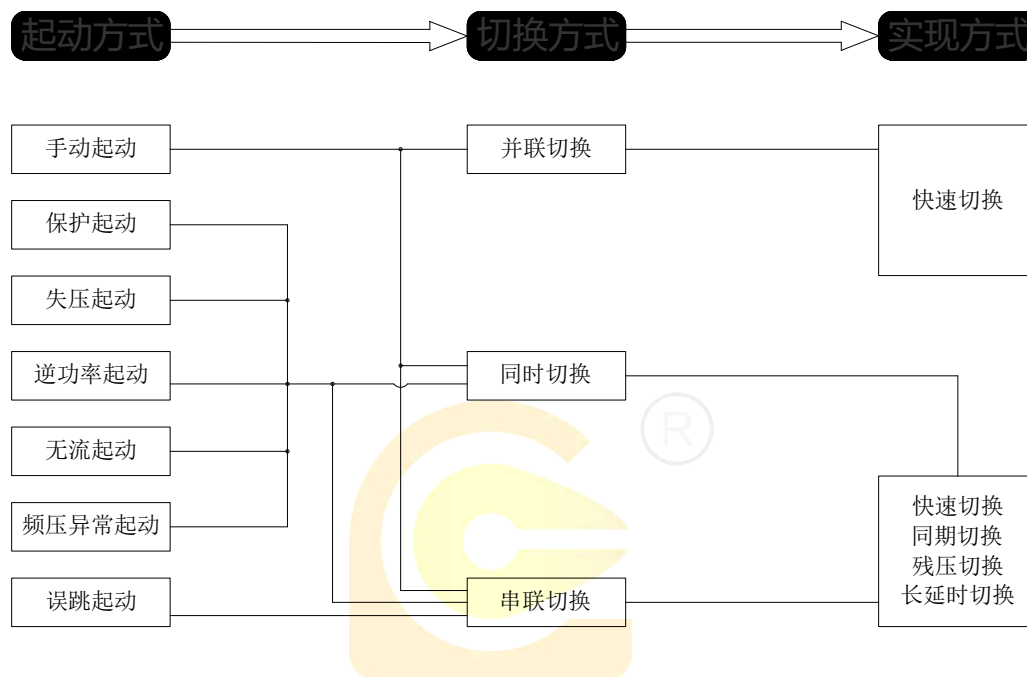 起动方式
切换方式
实现方式
手动起动
并联切换
快速切换
保护起动
失压起动
逆功率起动
同时切换
R
无流起动
频压异常起动
快速切换
同期切换
残压切换
长延时切换
误跳起动
串联切换